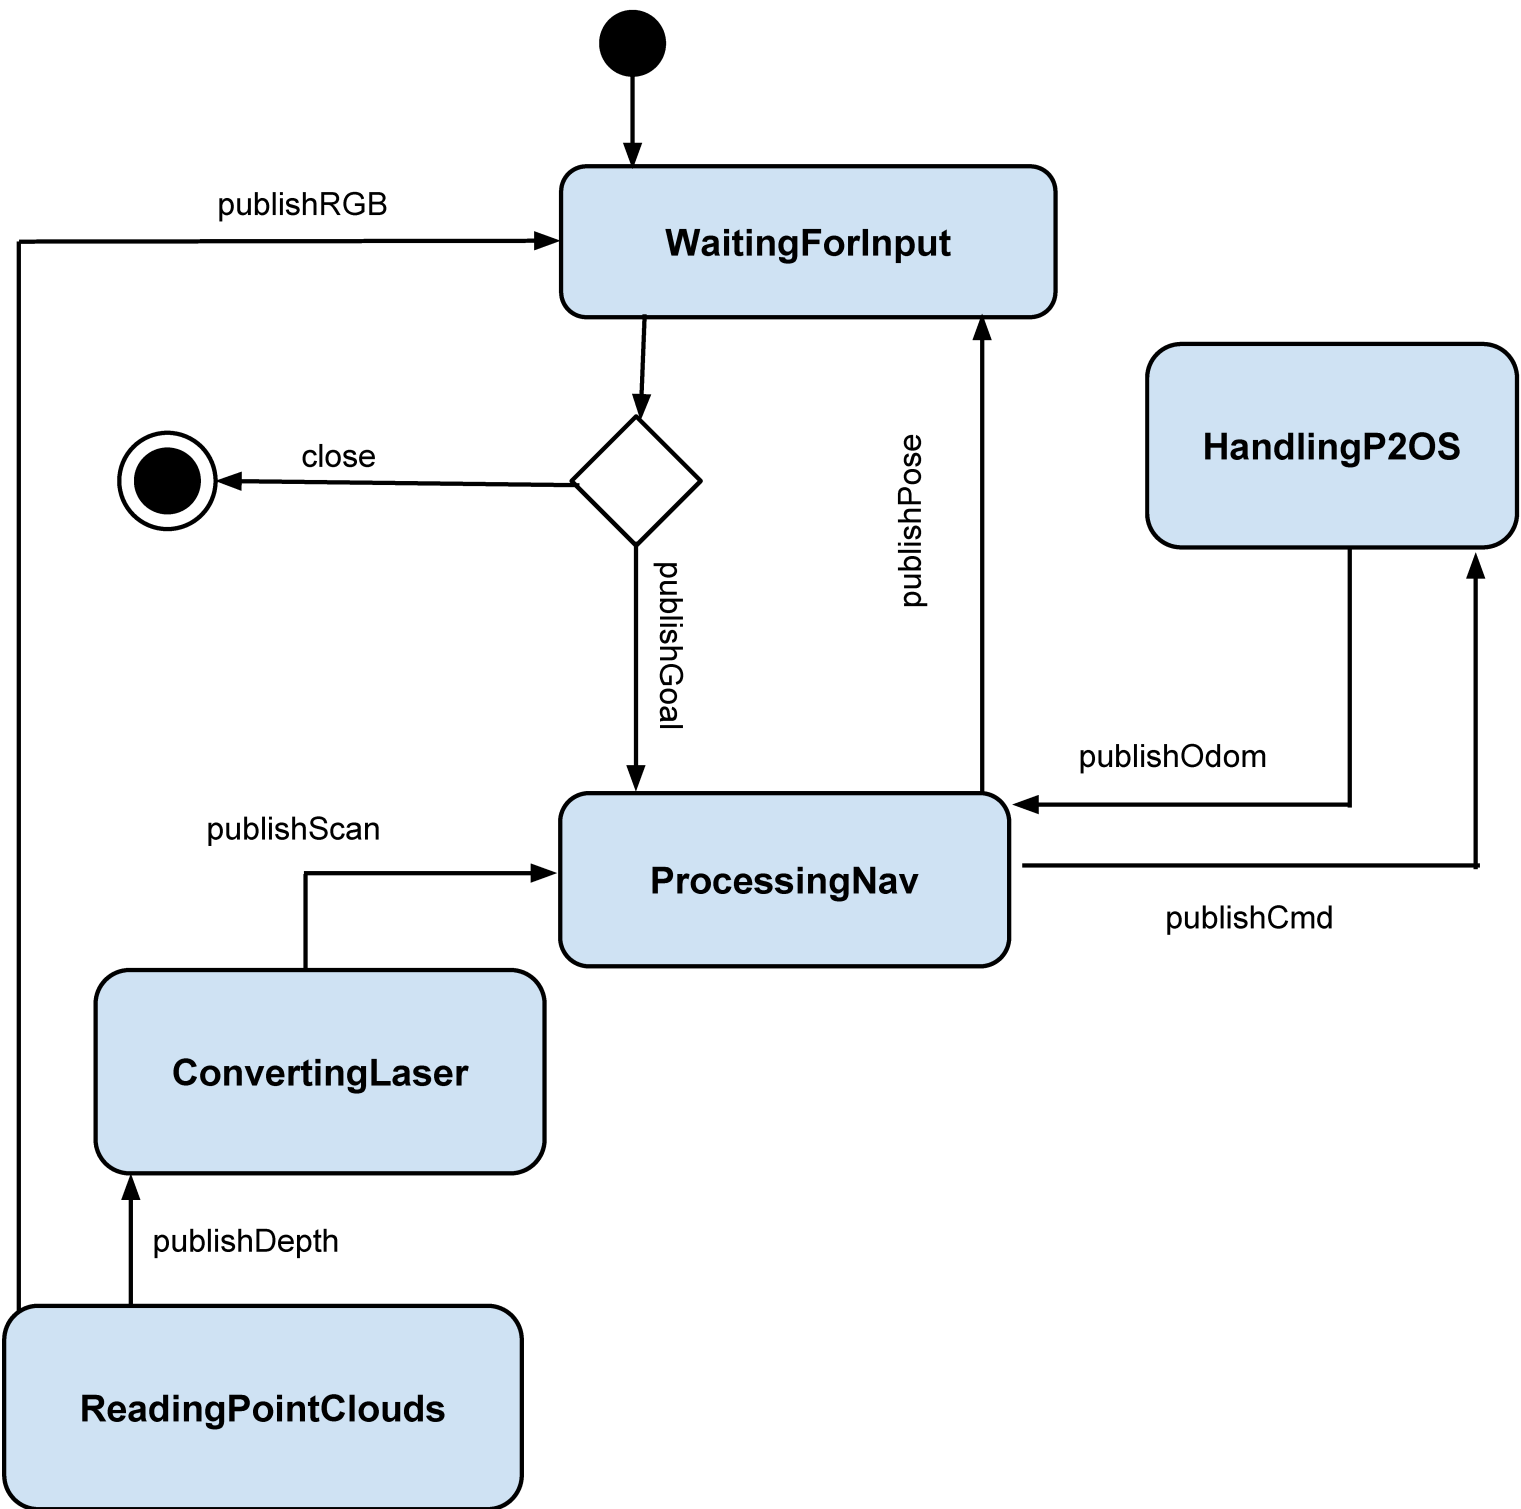 publishRGB
WaitingForInput
HandlingP2OS
close
publishPose
publishGoal
publishOdom
publishScan
ProcessingNav
publishCmd
ConvertingLaser
publishDepth
ReadingPointClouds